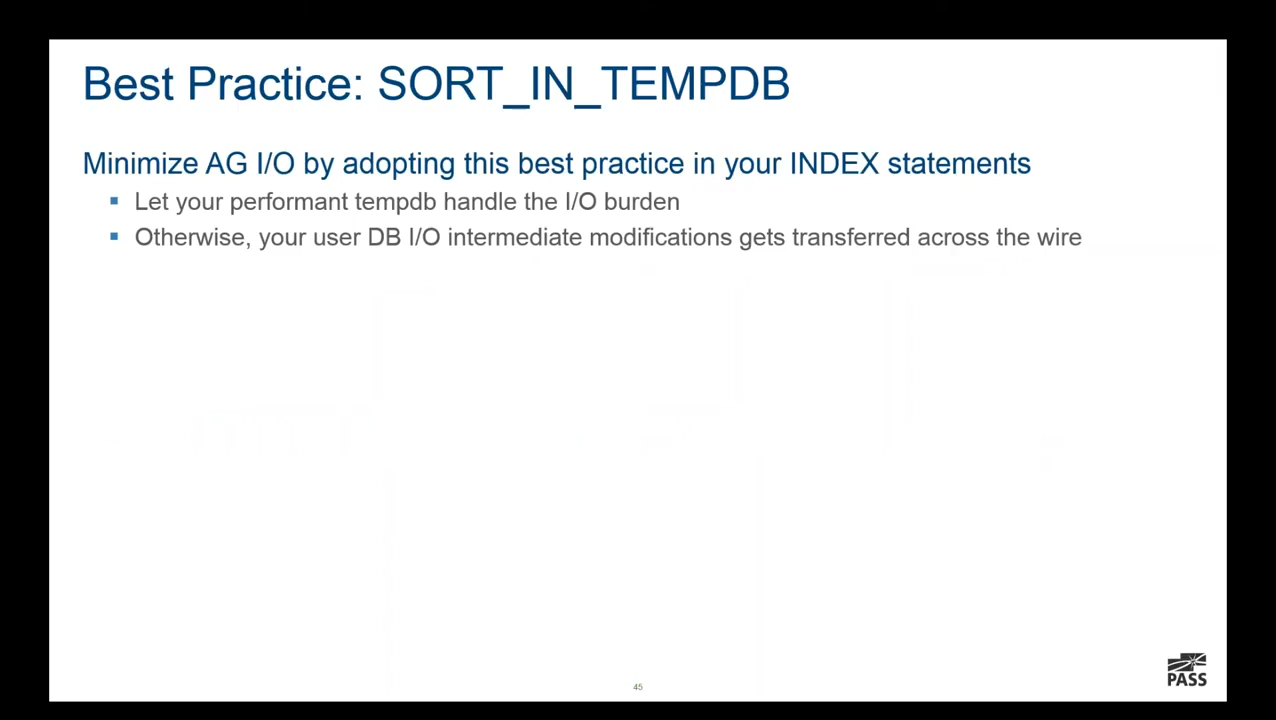 Best Practice: SORT_IN_TEMPDB
Minimize AG I/O by adopting this best practice in your INDEX statements
▪ Let your performant tempdb handle the I/O burden
▪ Otherwise, your user DB I/O intermediate modifications gets transferred across the wire
45
PASS